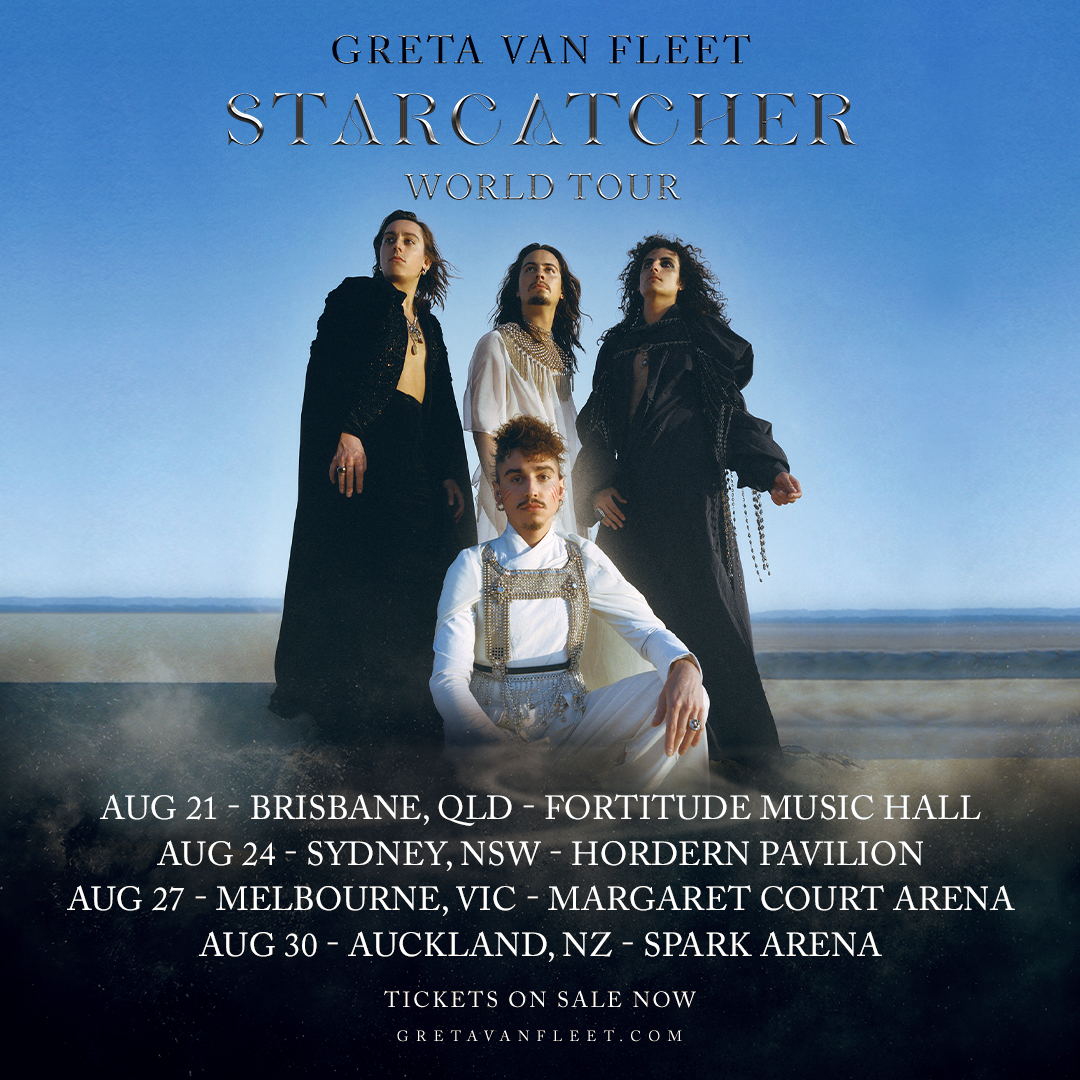 GRETA VAN FLEET
STARCATCHER
WORLD TOUR
AUG 21 - BRISBANE, QLD - FORTITUDE MUSIC HALL
AUG 24 - SYDNEY, NSW - HORDERN PAVILION
AUG 27 - MELBOURNE, VIC - MARGARET COURT ARENA
AUG 30 - AUCKLAND, NZ - SPARK ARENA
TICKETS ON SALE NOW
GRETAVANFLEET.COM